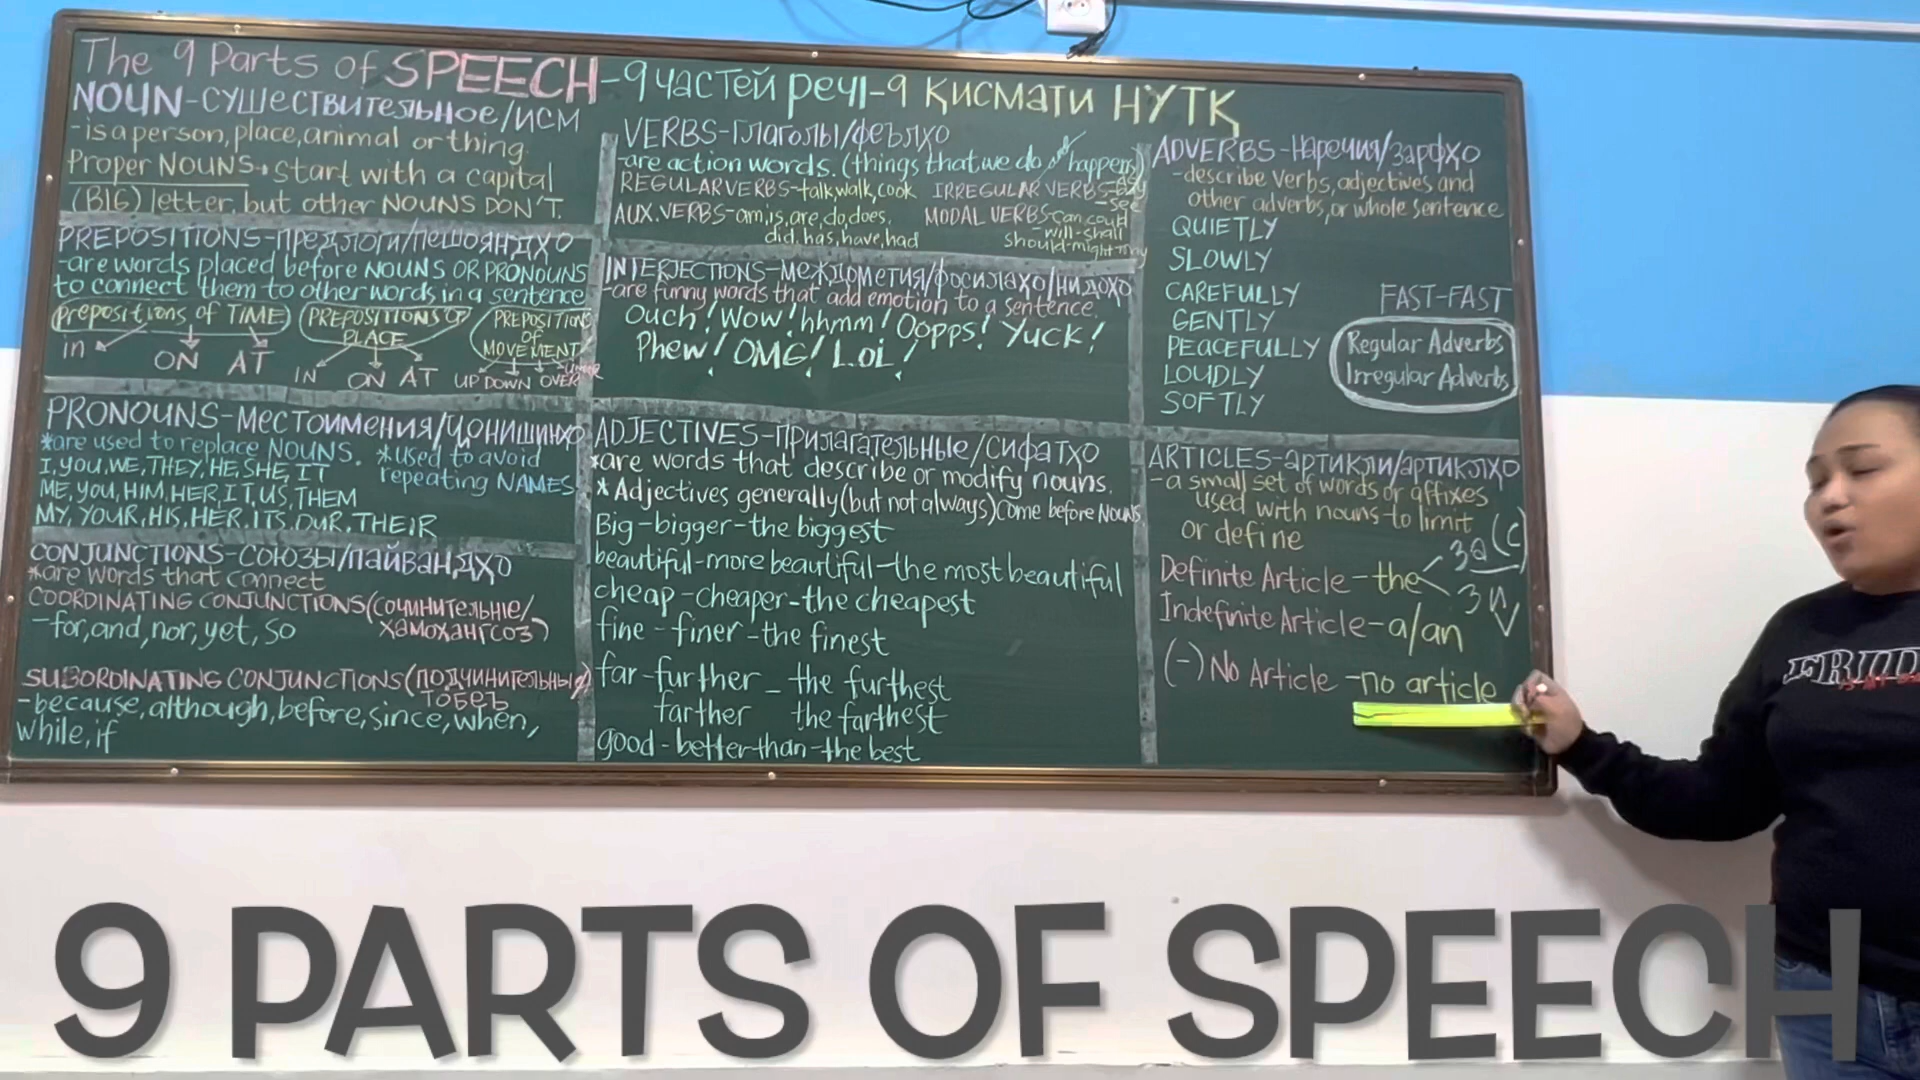 The 9 Parts of SPEECH-9 частей речі-9 Қисмати НУТҚ
NOUN-СУЩЕСТВИТЕЛЬНОЕ/ИСМ
-is a person, place, animal or thing
Proper NOUNS. Start with a capital
(BIG) letter, but other NOUNS DON'T.
PREPOSITIONS-ПРЕДЛОГИ/ПЕШОЯНДҲО
-are words placed before NOUNS OR PRONOUNS
to connect them to other words in a sentence
Prepositions of TIME
in ON AT
PREPOSITIONS OF
PLACE
IN ON AT
PREPOSITIONS
OF
MOVEMENT
UP DOWN OVER UNDER
PRONOUNS-Местоимения/Ҷонишинҳо
*are used to replace NOUNS. *used to avoid
repeating NAMES
I, YOU, WE, THEY, HE, SHE, IT
ME, YOU, HIM, HER, IT, US, THEM
MY, YOUR, HIS, HER, ITS, OUR, THEIR
CONJUNCTIONS-СОЮЗЫ/ПАЙВАНДҲО
*are words that connect
COORDINATING CONJUNCTIONS(сочинительніе/
ҳамоҳангсоз)
-for, and, nor, yet, so
SUBORDINATING CONJUNCTIONS(подчинительный/
тобеъ
-because, although, before, since, when,
while, if
VERBS-Глаголы/феълҳо
-are action words. (things that we do and happens)
REGULAR VERBS-talk, walk, cook IRREGULAR VERBS
-see
AUX. VERBS-am, is, are, do, does,
did, has, have, had
MODAL VERBS-can, could
-will-shall
should-might
INTERJECTIONS-Междометия/фосилаҳо/нидоҳо
-are funny words that add emotion to a sentence.
Ouch! Wow! hhmm! Oopps! Yuck!
Phew! OMG! LOL!
ADJECTIVES-Прилагательные/Сифатҳо
*are words that describe or modify nouns.
*Adjectives generally (but not always) come before NOUNS
Big-bigger-the biggest
beautiful-more beautiful-the most beautiful
cheap-cheaper-the cheapest
fine-finer-the finest
far-further-the furthest
farther the farthest
good-better than-the best
ADVERBS-Наречия/зарфҳо
-describe verbs, adjectives and
other adverbs, or whole sentence
QUIETLY
SLOWLY
CAREFULLY
GENTLY
PEACEFULLY
LOUDLY
SOFTLY
FAST-FAST
Regular Adverbs
Irregular Adverbs
ARTICLES-артикли/артиклҳо
-a small set of words or affixes
used with nouns to limit
or define
Definite Article-the
за (C)
зи V
Indefinite Article-a/an
(-) No Article-no article
9 PARTS OF SPEECH